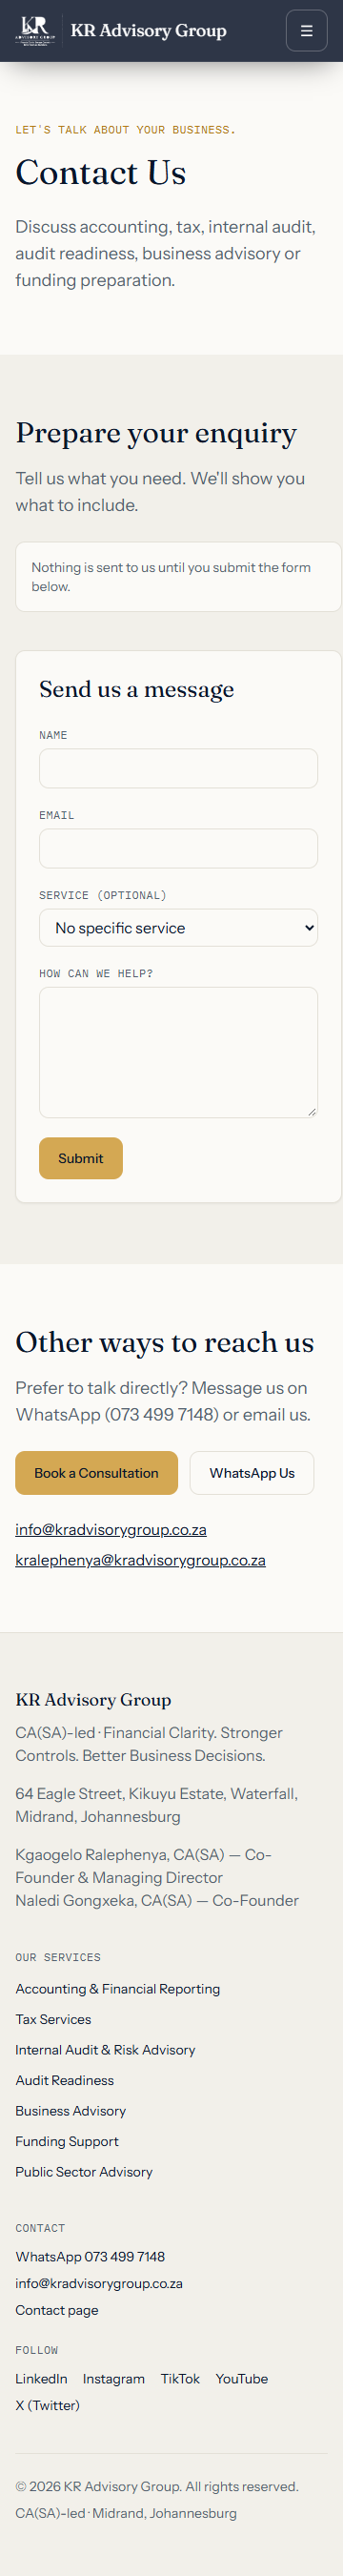 KR
ADVISORY GROUP
KR Advisory Group
☰
LET'S TALK ABOUT YOUR BUSINESS.
Contact Us
Discuss accounting, tax, internal audit,
audit readiness, business advisory or
funding preparation.
Prepare your enquiry
Tell us what you need. We'll show you
what to include.
Nothing is sent to us until you submit the form
below.
Send us a message
NAME
EMAIL
SERVICE (OPTIONAL)
No specific service
HOW CAN WE HELP?
Submit
Other ways to reach us
Prefer to talk directly? Message us on
WhatsApp (073 499 7148) or email us.
Book a Consultation
WhatsApp Us
info@kradvisorygroup.co.za
kralephenya@kradvisorygroup.co.za
KR Advisory Group
CA(SA)-led · Financial Clarity. Stronger
Controls. Better Business Decisions.
64 Eagle Street, Kikuyu Estate, Waterfall,
Midrand, Johannesburg
Kgaogelo Ralephenya, CA(SA) — Co-
Founder & Managing Director
Naledi Gongxeka, CA(SA) — Co-Founder
OUR SERVICES
Accounting & Financial Reporting
Tax Services
Internal Audit & Risk Advisory
Audit Readiness
Business Advisory
Funding Support
Public Sector Advisory
CONTACT
WhatsApp 073 499 7148
info@kradvisorygroup.co.za
Contact page
FOLLOW
LinkedIn Instagram TikTok YouTube
X (Twitter)
© 2026 KR Advisory Group. All rights reserved.
CA(SA)-led · Midrand, Johannesburg